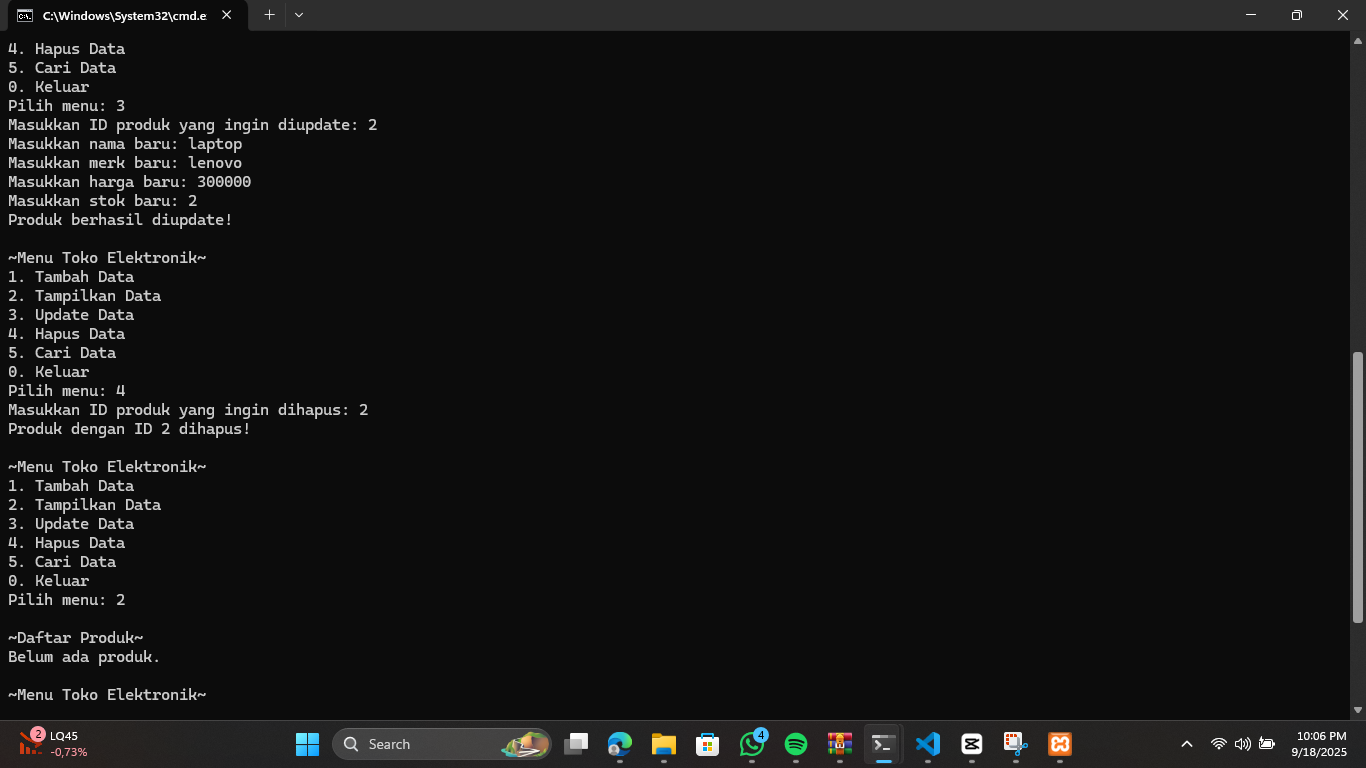 C:\Windows\System32\cmd.e
4. Hapus Data
5. Cari Data
0. Keluar
Pilih menu: 3
Masukkan ID produk yang ingin diupdate: 2
Masukkan nama baru: laptop
Masukkan merk baru: lenovo
Masukkan harga baru: 300000
Masukkan stok baru: 2
Produk berhasil diupdate!
~Menu Toko Elektronik~
1. Tambah Data
2. Tampilkan Data
3. Update Data
4. Hapus Data
5. Cari Data
0. Keluar
Pilih menu: 4
Masukkan ID produk yang ingin dihapus: 2
Produk dengan ID 2 dihapus!
~Menu Toko Elektronik~
1. Tambah Data
2. Tampilkan Data
3. Update Data
4. Hapus Data
5. Cari Data
0. Keluar
Pilih menu: 2
~Daftar Produk~
Belum ada produk.
~Menu Toko Elektronik~
2
LQ45
-0,73%
Search
4
10:06 PM
9/18/2025